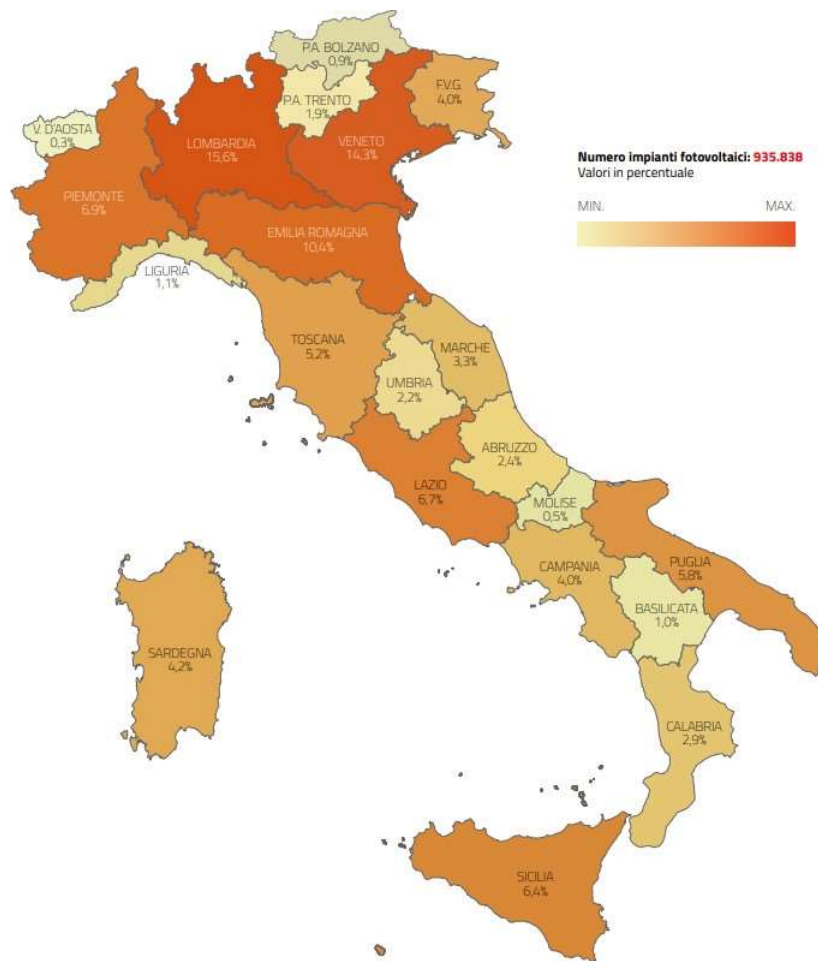 P.A. BOLZANO
0,9%
P.A. TRENTO
1,9%
F.V.G.
4,0%
V. D'AOSTA
0,3%
LOMBARDIA
15,6%
VENETO
14,3%
Numero impianti fotovoltaici: 935.838
Valori in percentuale
MIN.
MAX.
PIEMONTE
6,9%
EMILIA ROMAGNA
10,4%
LIGURIA
1,1%
TOSCANA
5,2%
MARCHE
3,3%
UMBRIA
2,2%
ABRUZZO
2,4%
LAZIO
6,7%
MOLISE
0,5%
CAMPANIA
4,0%
PUGLIA
5,8%
BASILICATA
1,0%
SARDEGNA
4,2%
CALABRIA
2,9%
SICILIA
6,4%